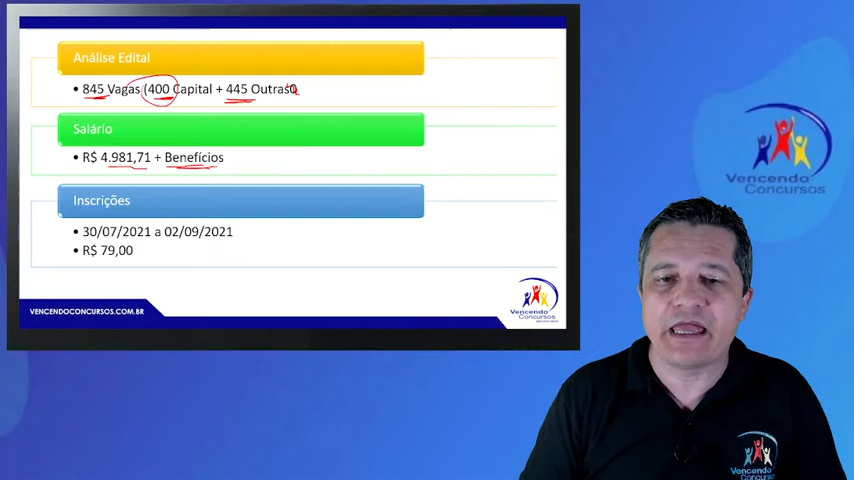 Análise Edital
• 845 Vagas (400 Capital + 445 Outras
Salário
• R$ 4.981,71 + Benefícios
Inscrições
• 30/07/2021 a 02/09/2021
• R$ 79,00
VENCENDOCONCURSOS.COM.BR
Vencendo
Concursos
Vencendo
Concursos
Vencendo
Concursos